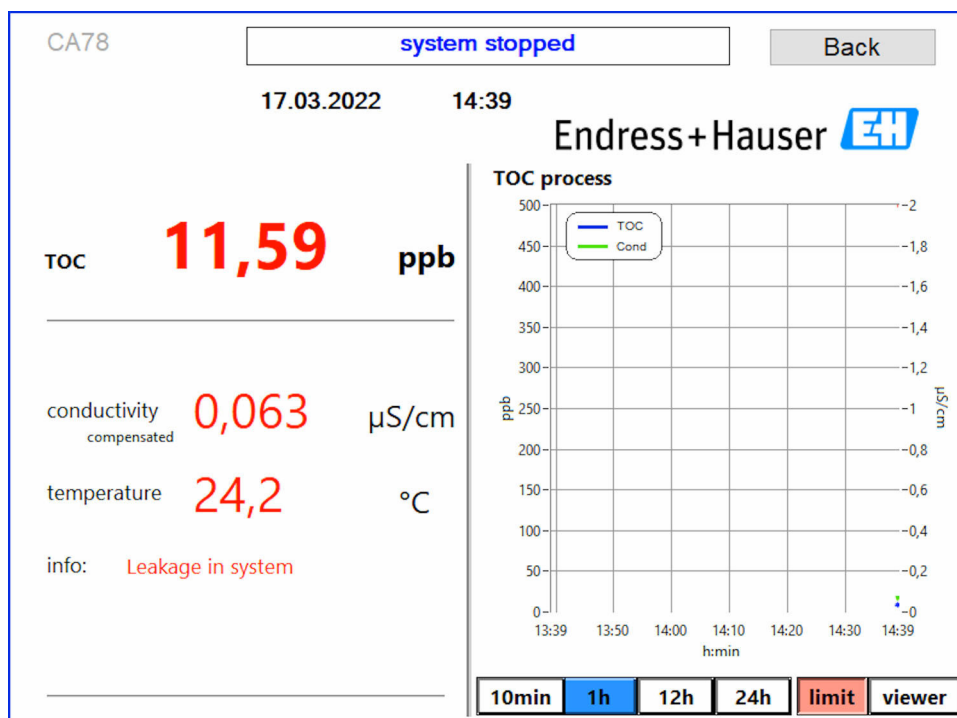 CA78
system stopped
Back
17.03.2022 14:39
Endress+Hauser EH
TOC 11,59 ppb
conductivity compensated 0,063 µS/cm
temperature 24,2 °C
info: Leakage in system
TOC process
TOC
Cond
500 2
450 1,8
400 1,6
350 1,4
300 1,2
250 1
200 0,8
150 0,6
100 0,4
50 0,2
0 0
ppb
µS/cm
13:39 13:50 14:00 14:10 14:20 14:30 14:39
h:min
10min 1h 12h 24h limit viewer